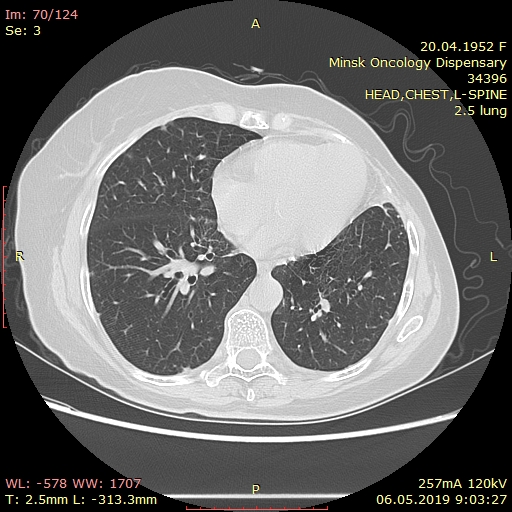 Im: 70/124
Se: 3
A
20.04.1952 F
Minsk Oncology Dispensary
34396
HEAD,CHEST,L-SPINE
2.5 lung
R
L
WL: -578 WW: 1707
T: 2.5mm L: -313.3mm
P
257mA 120kV
06.05.2019 9:03:27